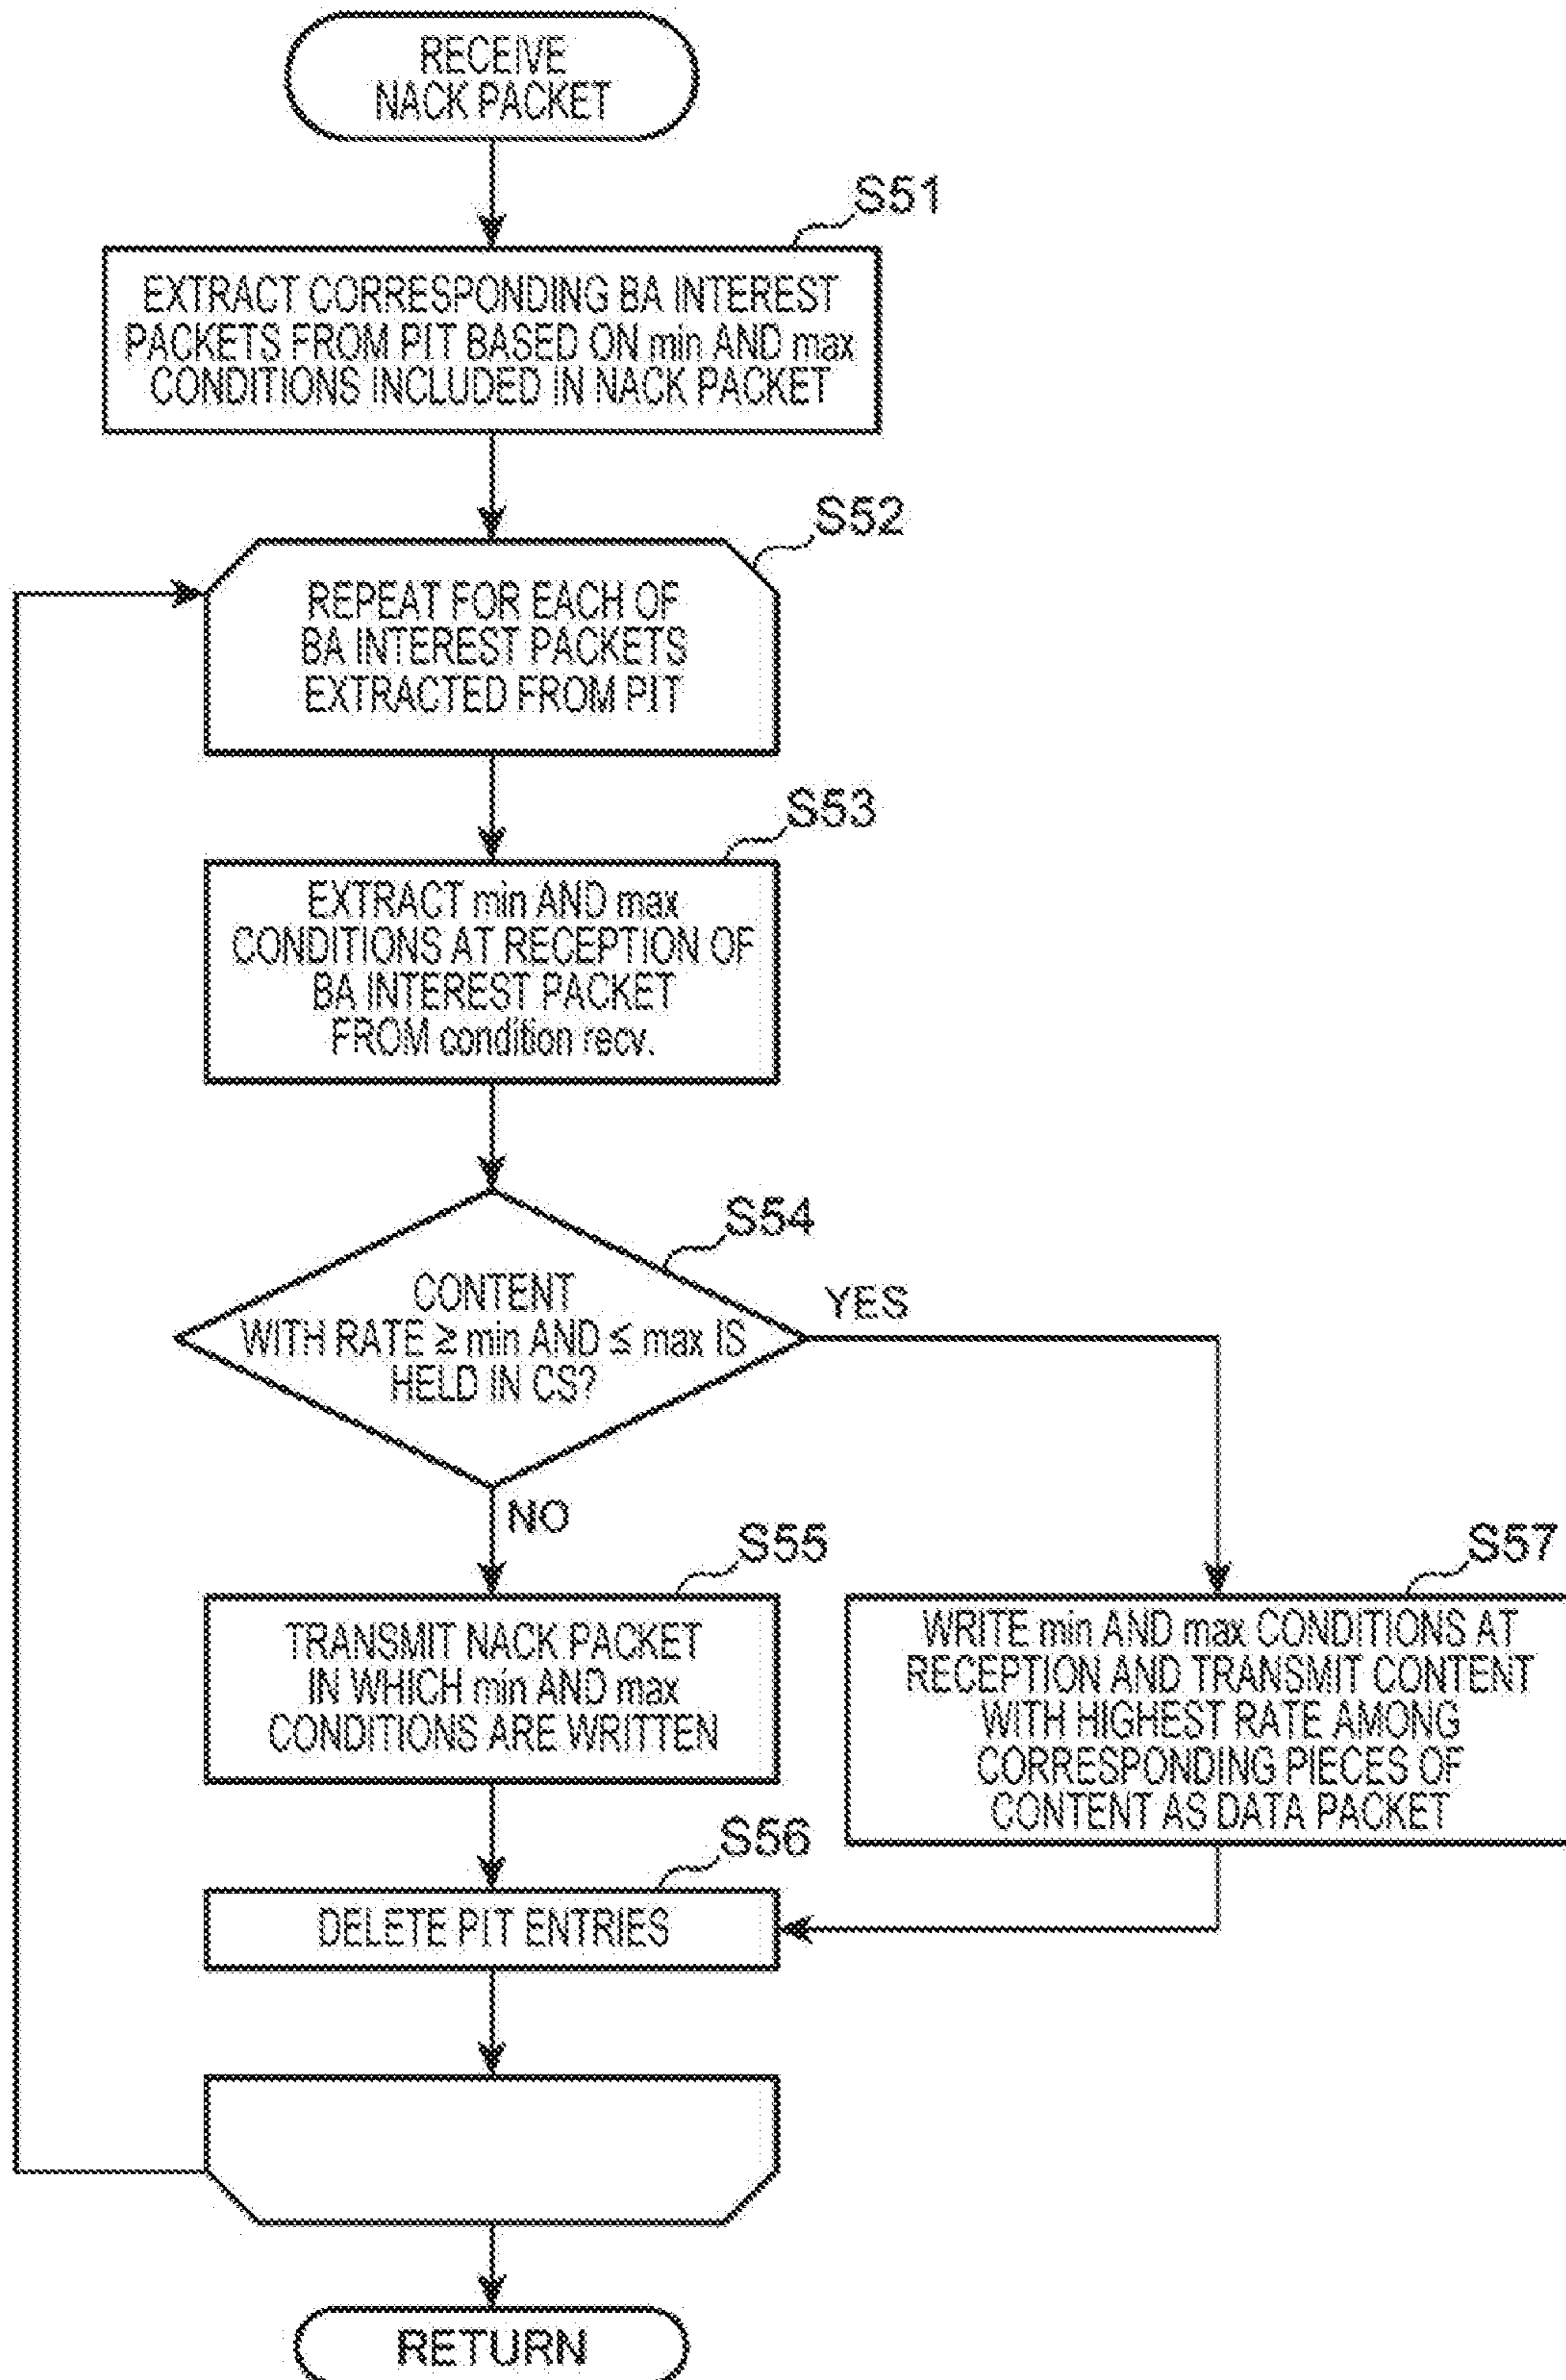 RECEIVE
NACK PACKET
S51
EXTRACT CORRESPONDING BA INTEREST
PACKETS FROM PIT BASED ON min AND max
CONDITIONS INCLUDED IN NACK PACKET
S52
REPEAT FOR EACH OF
BA INTEREST PACKETS
EXTRACTED FROM PIT
S53
EXTRACT min AND max
CONDITIONS AT RECEPTION OF
BA INTEREST PACKET
FROM condition recv.
S54
CONTENT
WITH RATE ≧ min AND ≦ max IS
HELD IN CS?
YES
NO
S55
TRANSMIT NACK PACKET
IN WHICH min AND max
CONDITIONS ARE WRITTEN
S57
WRITE min AND max CONDITIONS AT
RECEPTION AND TRANSMIT CONTENT
WITH HIGHEST RATE AMONG
CORRESPONDING PIECES OF
CONTENT AS DATA PACKET
S56
DELETE PIT ENTRIES
RETURN